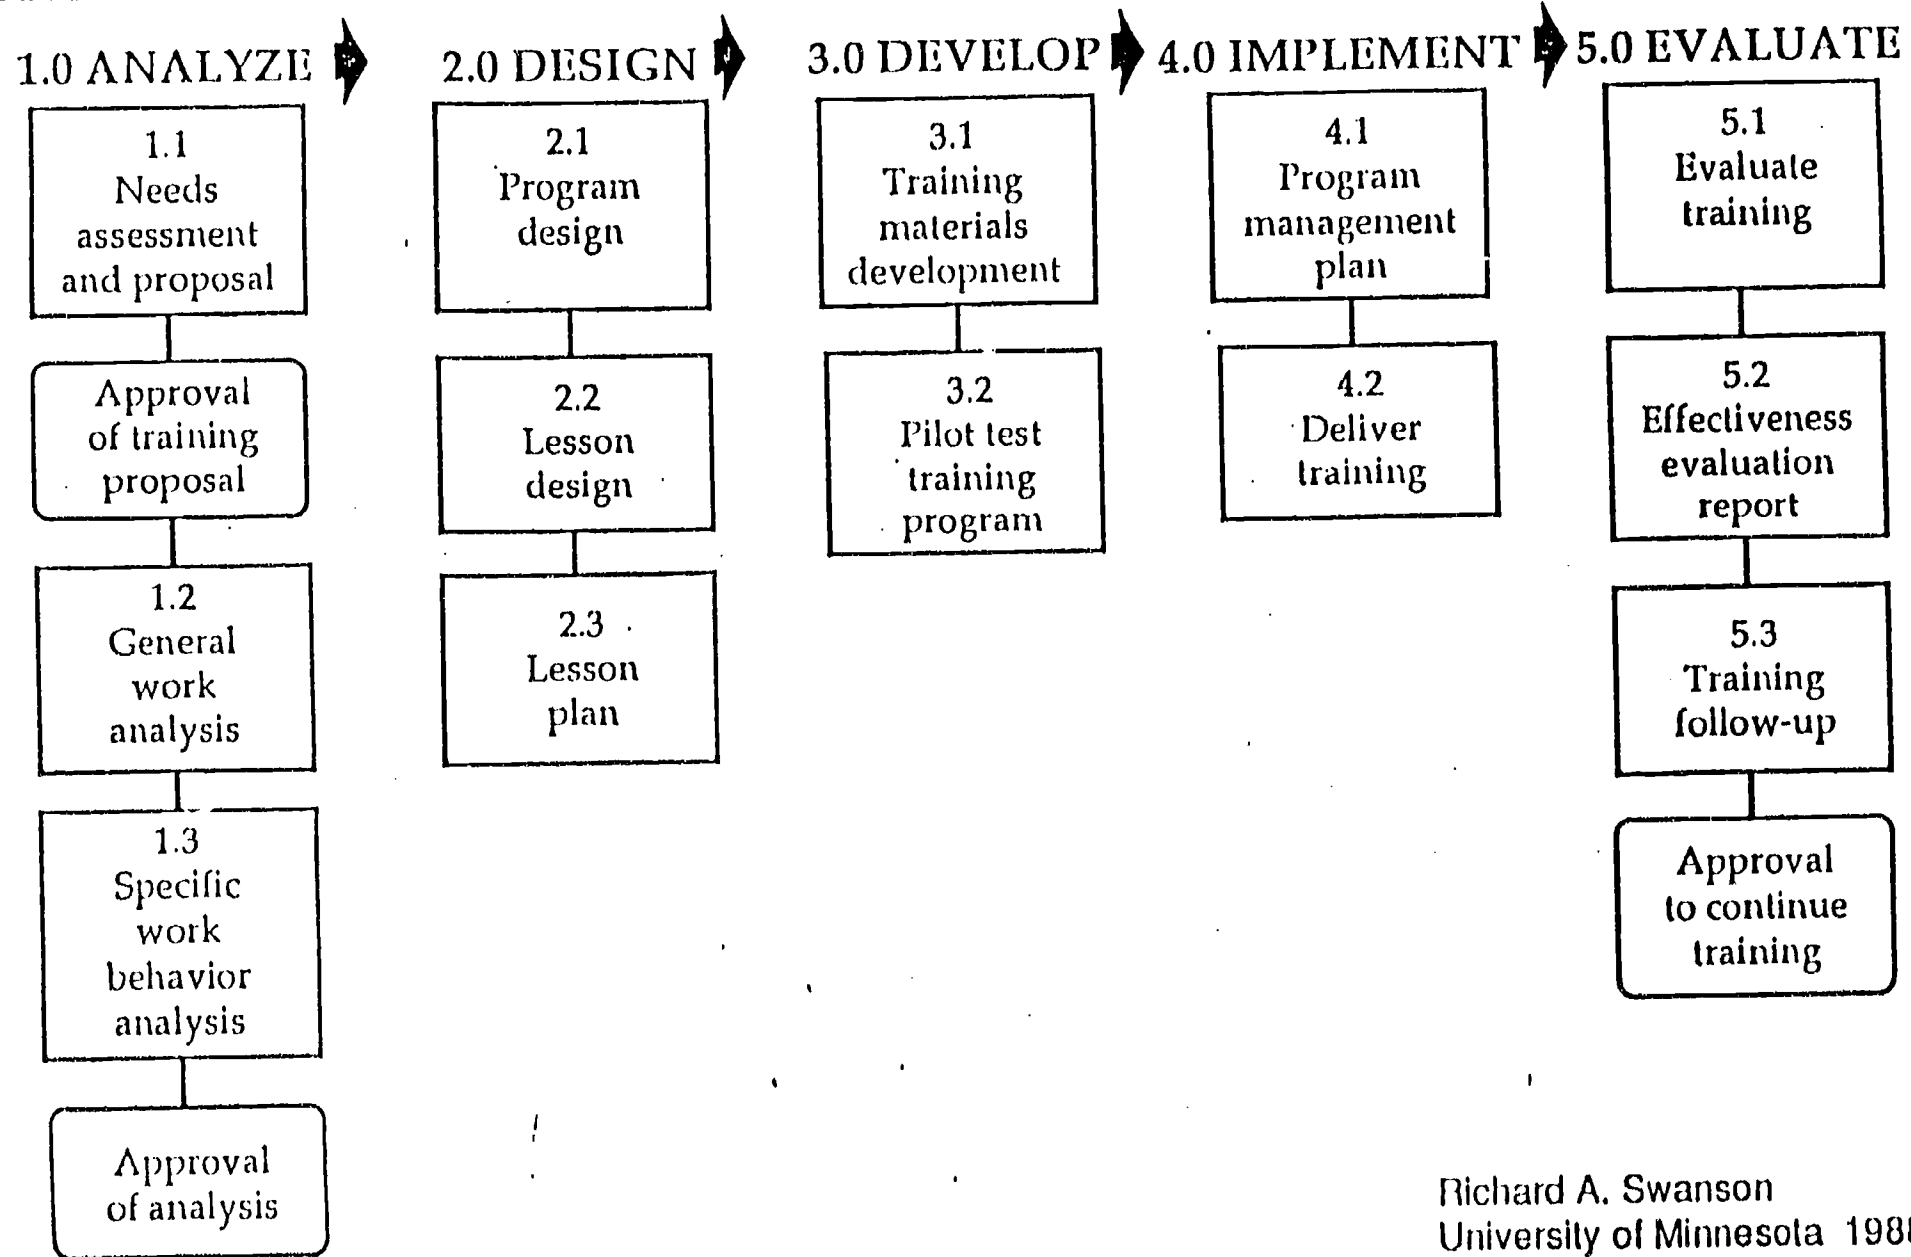 1.0 ANALYZE
1.1
Needs
assessment
and proposal
Approval
of training
proposal
1.2
General
work
analysis
1.3
Specific
work
behavior
analysis
Approval
of analysis
2.0 DESIGN
2.1
Program
design
2.2
Lesson
design
2.3
Lesson
plan
3.0 DEVELOP
3.1
Training
materials
development
3.2
Pilot test
training
program
4.0 IMPLEMENT
4.1
Program
management
plan
4.2
Deliver
training
5.0 EVALUATE
5.1
Evaluate
training
5.2
Effectiveness
evaluation
report
5.3
Training
follow-up
Approval
to continue
training
Richard A. Swanson
University of Minnesota